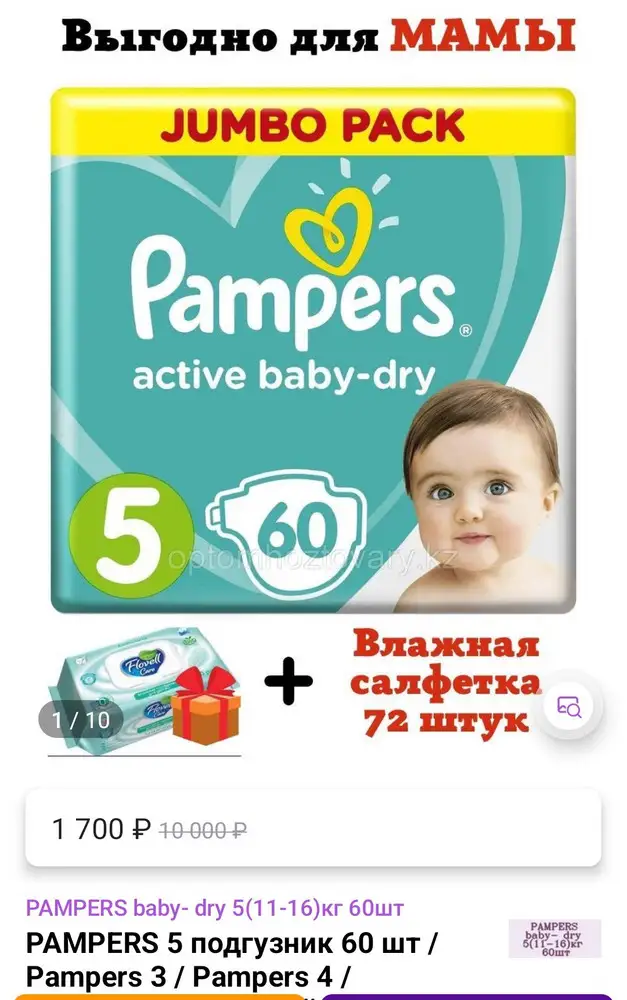 Выгодно для МАМЫ
JUMBO PACK
Pampers®
active baby-dry
5
60
optomhoztovary.kz
Flovell
Care
Влажная
+ салфетка
72 штук
1 / 10
1 700 ₽ 10 000 ₽
PAMPERS baby- dry 5(11-16)кг 60шт
PAMPERS 5 подгузник 60 шт /
Pampers 3 / Pampers 4 /
PAMPERS
baby- dry
5(11-16)кг
60шт